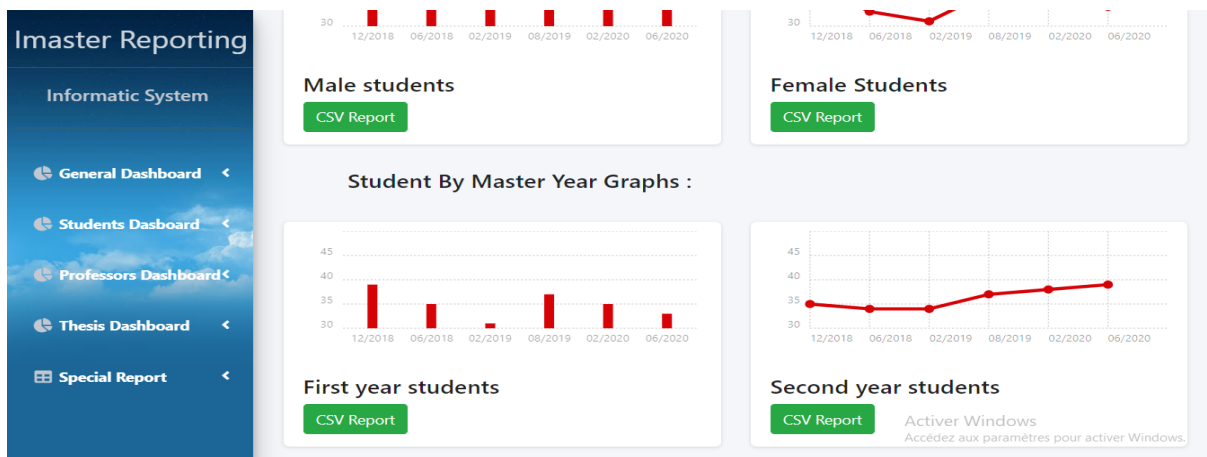 Imaster Reporting
Informatic System
General Dashboard
Students Dasboard
Professors Dashboard
Thesis Dashboard
Special Report
30
12/2018 06/2018 02/2019 08/2019 02/2020 06/2020
Male students
CSV Report
30
12/2018 06/2018 02/2019 08/2019 02/2020 06/2020
Female Students
CSV Report
Student By Master Year Graphs :
45
40
35
30
12/2018 06/2018 02/2019 08/2019 02/2020 06/2020
First year students
CSV Report
45
40
35
30
12/2018 06/2018 02/2019 08/2019 02/2020 06/2020
Second year students
CSV Report
Activer Windows
Accédez aux paramètres pour activer Windows.